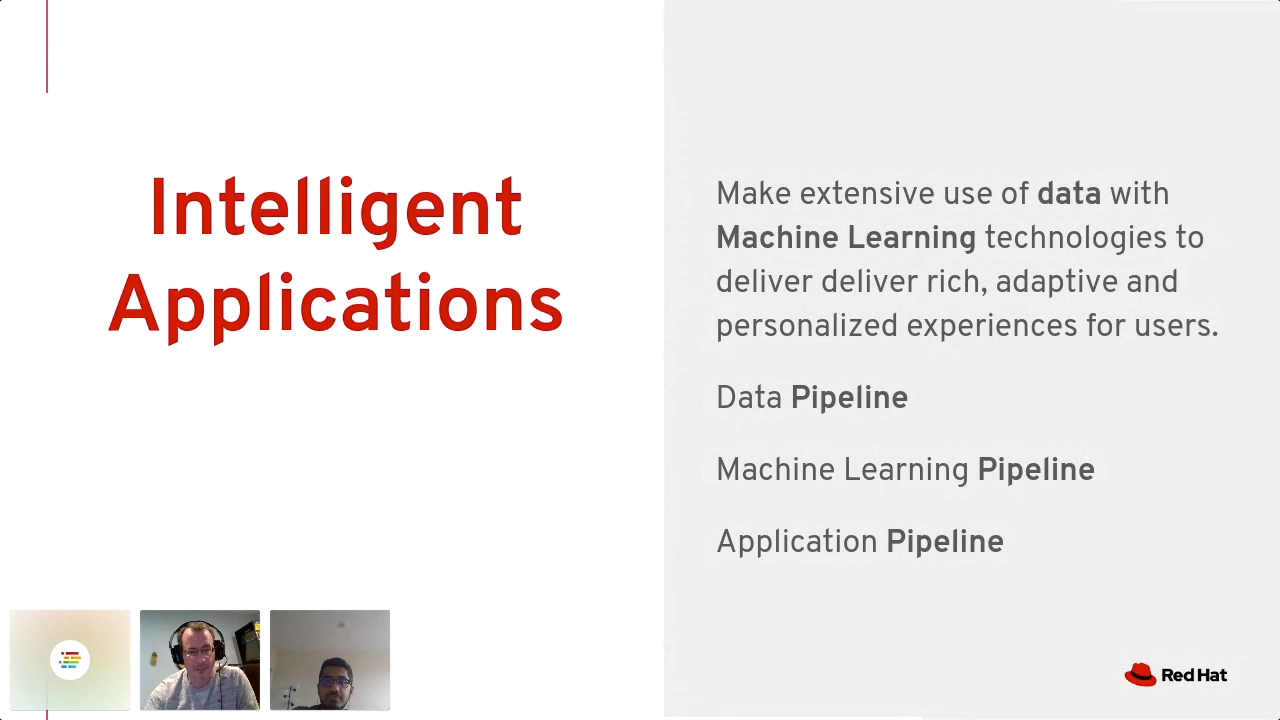 Intelligent
Applications
Make extensive use of data with
Machine Learning technologies to
deliver deliver rich, adaptive and
personalized experiences for users.
Data Pipeline
Machine Learning Pipeline
Application Pipeline
Red Hat